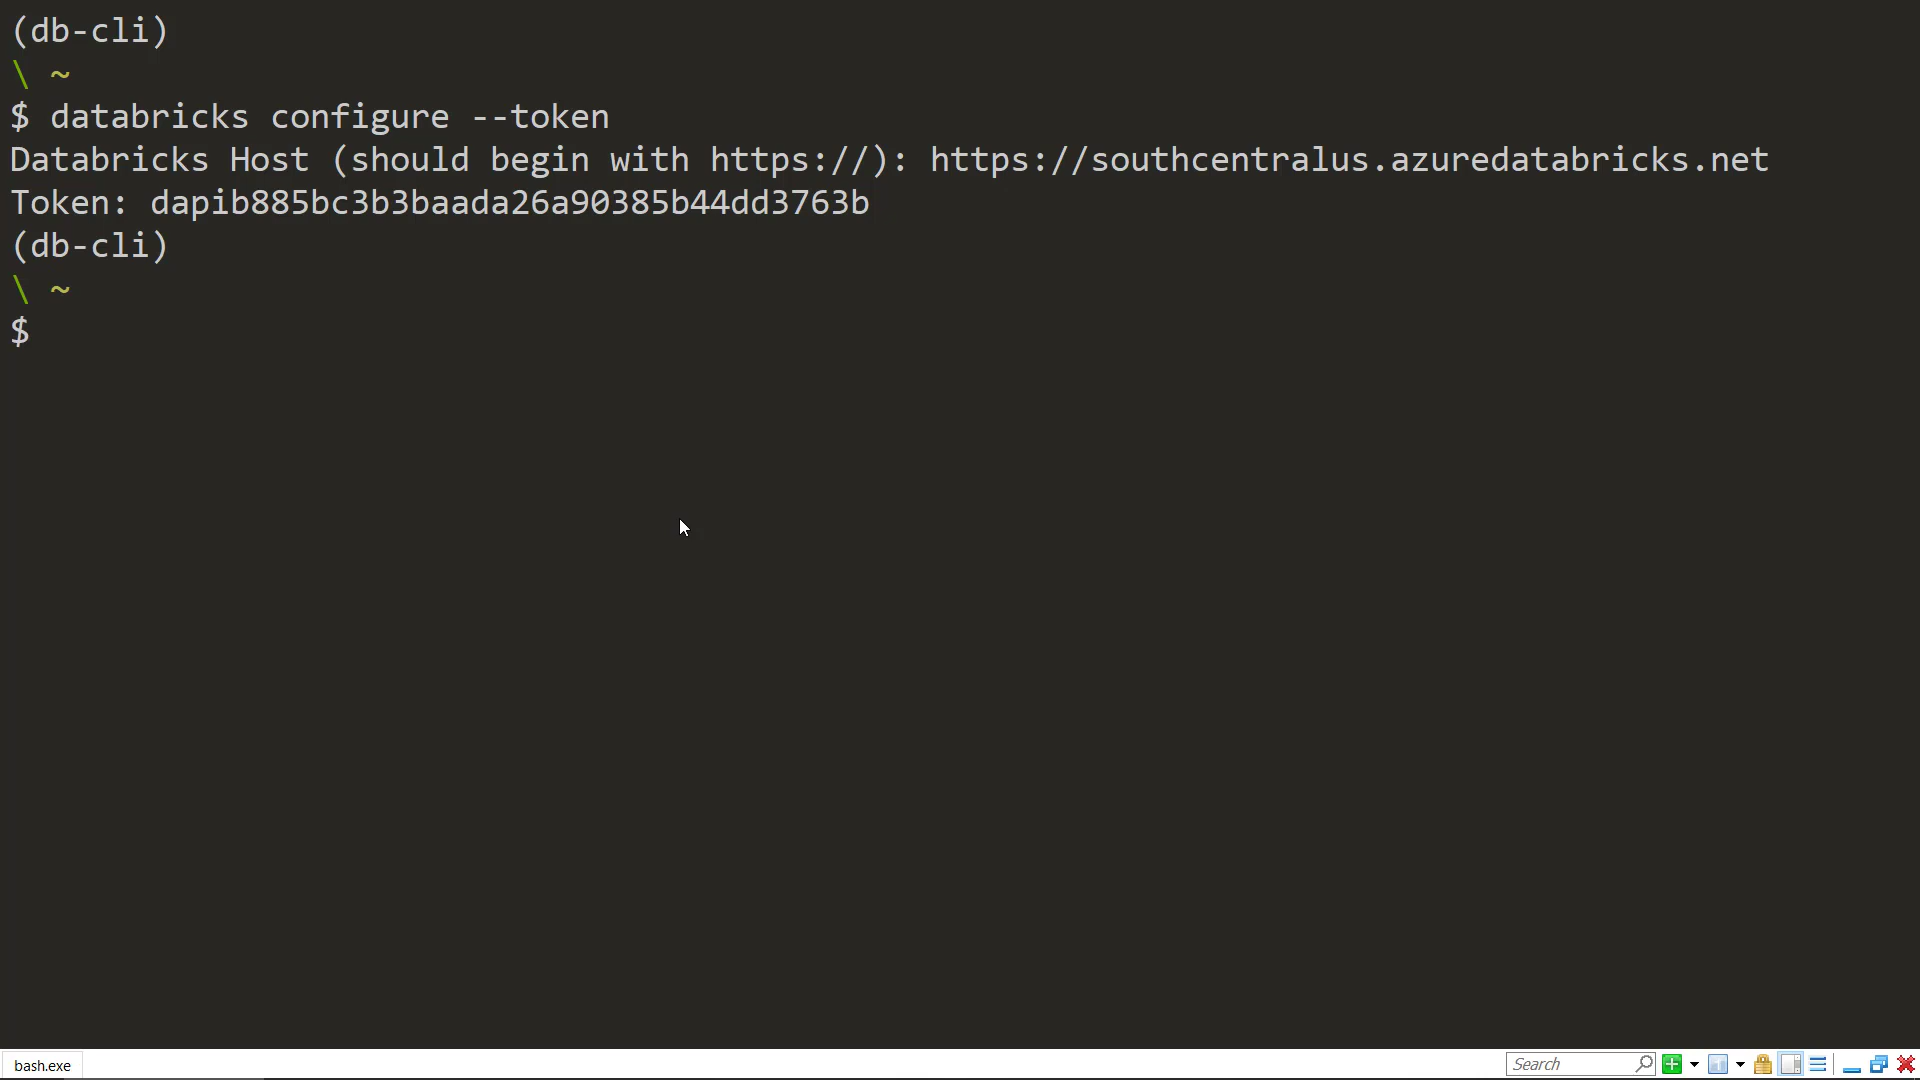 (db-cli)
\ ~
$ databricks configure --token
Databricks Host (should begin with https://): https://southcentralus.azuredatabricks.net
Token: dapib885bc3b3baada26a90385b44dd3763b
(db-cli)
\ ~
$
bash.exe
Search